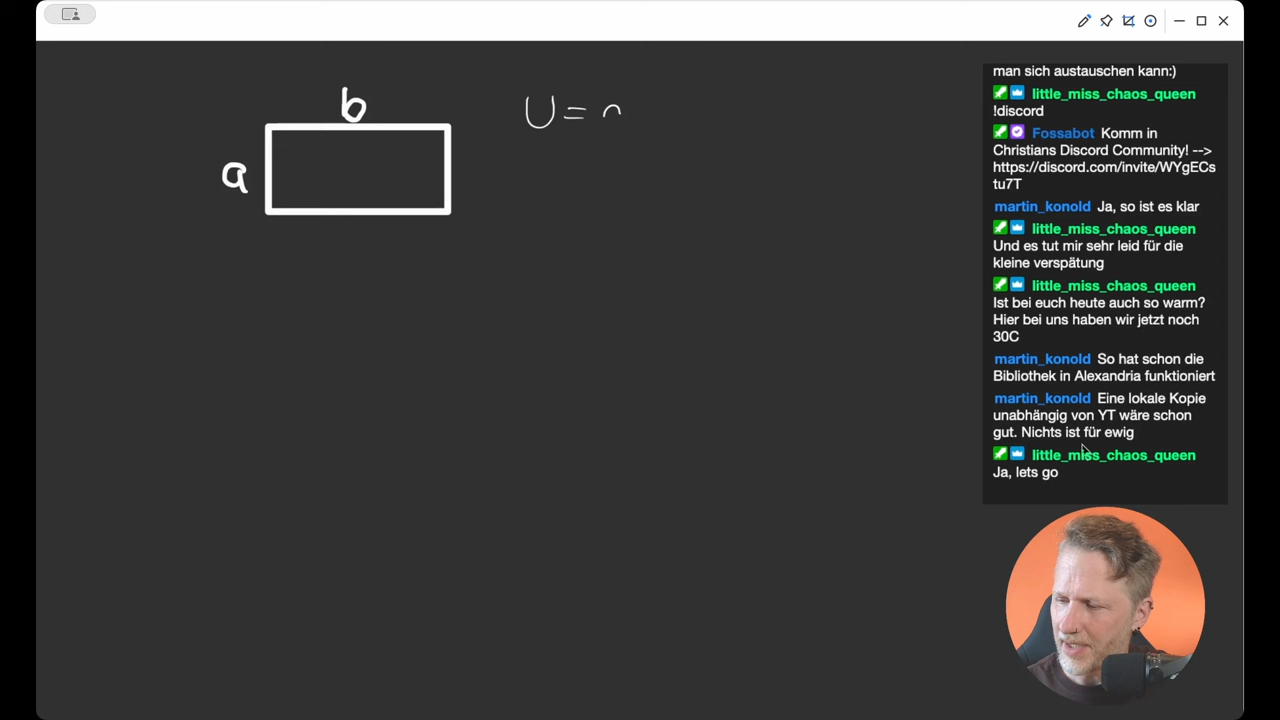 b
a
U =
man sich austauschen kann:)
little_miss_chaos_queen
!discord
Fossabot Komm in
Christians Discord Community! -->
https://discord.com/invite/WYgECs
tu7T
martin_konold Ja, so ist es klar
little_miss_chaos_queen
Und es tut mir sehr leid für die
kleine verspätung
little_miss_chaos_queen
Ist bei euch heute auch so warm?
Hier bei uns haben wir jetzt noch
30C
martin_konold So hat schon die
Bibliothek in Alexandria funktioniert
martin_konold Eine lokale Kopie
unabhängig von YT wäre schon
gut. Nichts ist für ewig
little_miss_chaos_queen
Ja, lets go